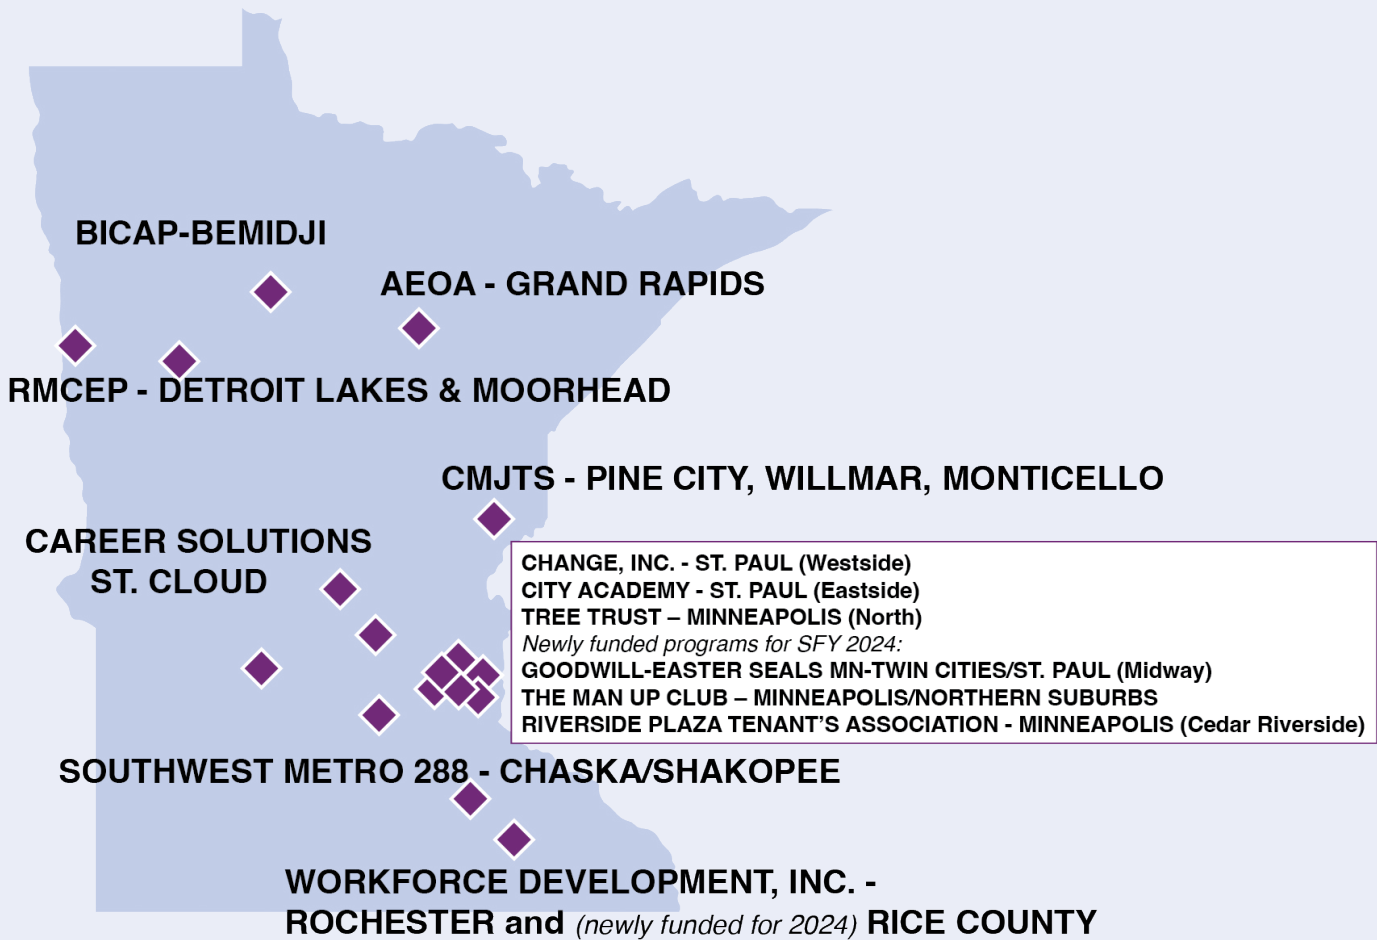 BICAP-BEMIDJI
AEOA - GRAND RAPIDS
RMCEP - DETROIT LAKES & MOORHEAD
CMJTS - PINE CITY, WILLMAR, MONTICELLO
CAREER SOLUTIONS
ST. CLOUD
CHANGE, INC. - ST. PAUL (Westside)
CITY ACADEMY - ST. PAUL (Eastside)
TREE TRUST – MINNEAPOLIS (North)
Newly funded programs for SFY 2024:
GOODWILL-EASTER SEALS MN-TWIN CITIES/ST. PAUL (Midway)
THE MAN UP CLUB – MINNEAPOLIS/NORTHERN SUBURBS
RIVERSIDE PLAZA TENANT’S ASSOCIATION - MINNEAPOLIS (Cedar Riverside)
SOUTHWEST METRO 288 - CHASKA/SHAKOPEE
WORKFORCE DEVELOPMENT, INC. -
ROCHESTER and (newly funded for 2024) RICE COUNTY